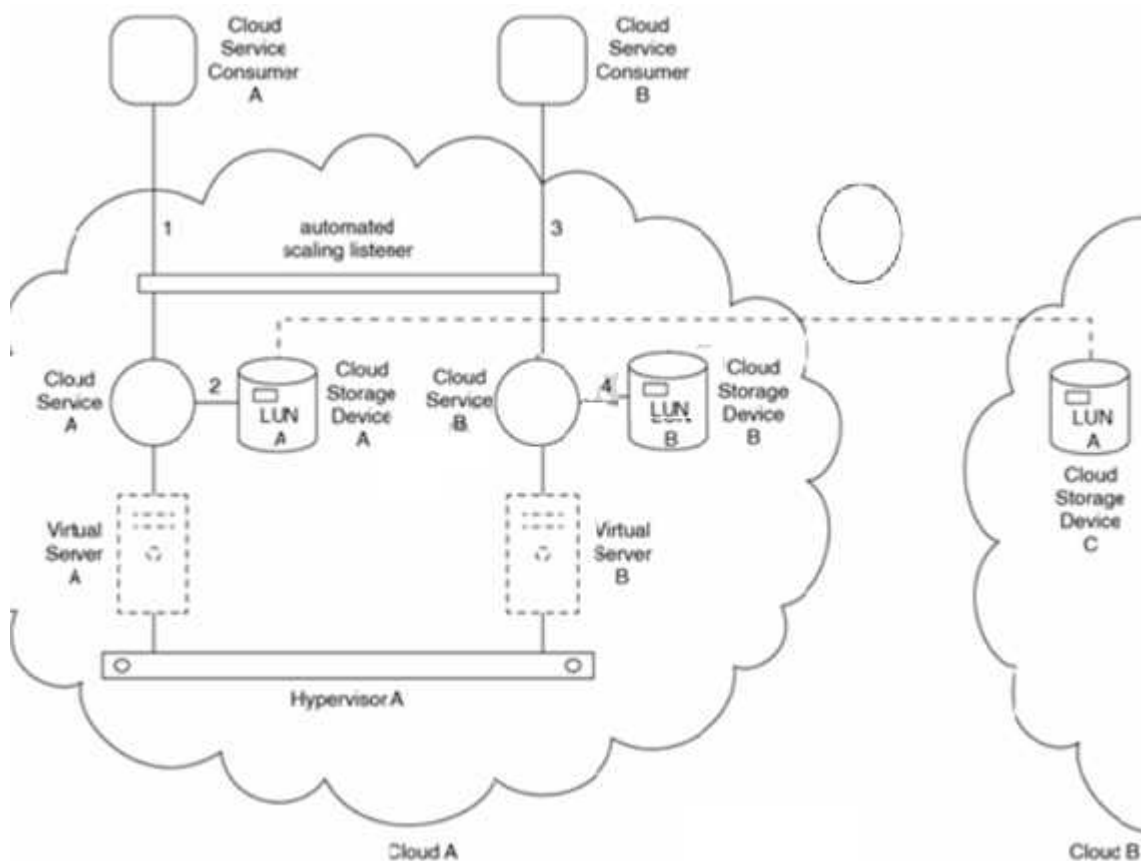 Cloud
Service
Consumer
A
Cloud
Service
Consumer
B
1
automated
scaling listener
3
Cloud
Service
A
2
LUN
A
Cloud
Storage
Device
A
Cloud
Service
B
4
LUN
B
Cloud
Storage
Device
B
LUN
A
Cloud
Storage
Device
C
Virtual
Server
A
Virtual
Server
B
Hypervisor A
Cloud A
Cloud B